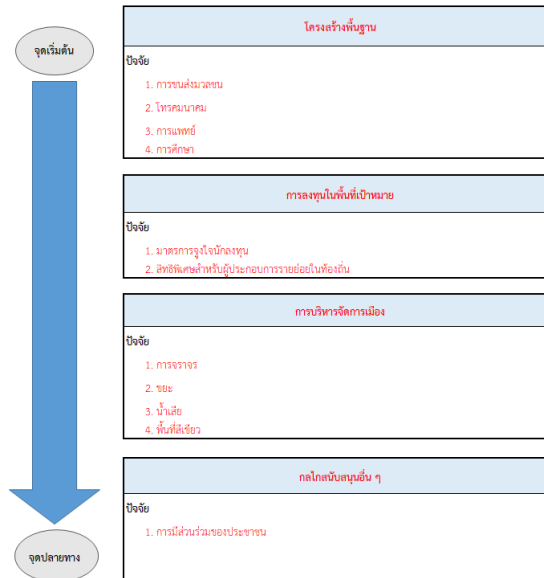 จุดเริ่มต้น
โครงสร้างพื้นฐาน
ปัจจัย
1. การขนส่งมวลชน
2. โทรคมนาคม
3. การแพทย์
4. การศึกษา
การลงทุนในพื้นที่เป้าหมาย
ปัจจัย
1. มาตรการจูงใจนักลงทุน
2. สิทธิพิเศษสำหรับผู้ประกอบการรายย่อยในท้องถิ่น
การบริหารจัดการเมือง
ปัจจัย
1. การจราจร
2. ขยะ
3. น้ำเสีย
4. พื้นที่สีเขียว
กลไกสนับสนุนอื่น ๆ
ปัจจัย
1. การมีส่วนร่วมของประชาชน
จุดปลายทาง